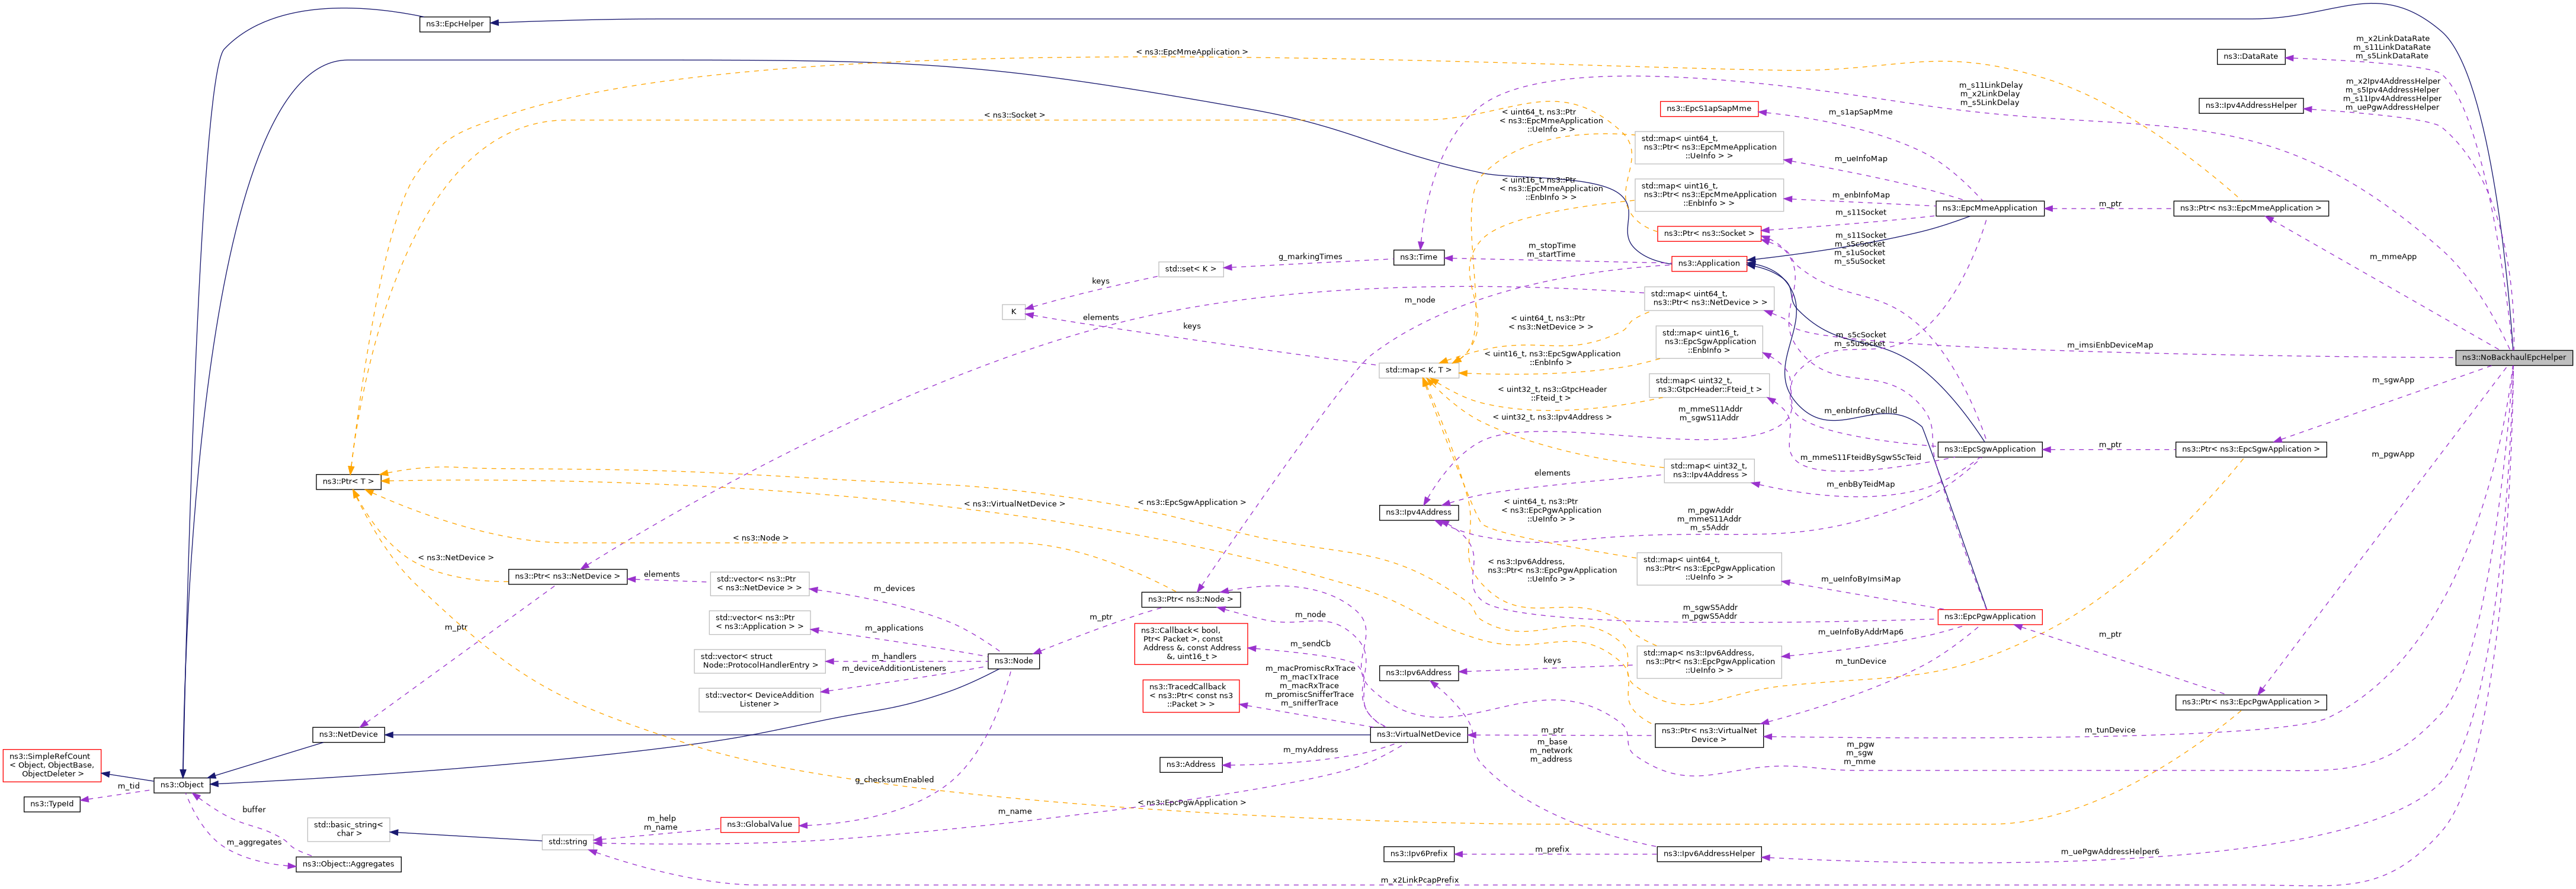 ns3::EpcHelper
< ns3::EpcMmeApplication >
ns3::DataRate
m_x2LinkDataRate
m_s11LinkDataRate
m_s5LinkDataRate
m_s11LinkDelay
m_x2LinkDelay
m_s5LinkDelay
ns3::Ipv4AddressHelper
m_x2Ipv4AddressHelper
m_s5Ipv4AddressHelper
m_s11Ipv4AddressHelper
m_uePgwAddressHelper
< ns3::Socket >
< uint64_t, ns3::Ptr
< ns3::EpcMmeApplication
::UeInfo > >
ns3::EpcS1apSapMme
m_s1apSapMme
std::map< uint64_t,
ns3::Ptr< ns3::EpcMmeApplication
::UeInfo > >
m_ueInfoMap
< uint16_t, ns3::Ptr
< ns3::EpcMmeApplication
::EnbInfo > >
std::map< uint16_t,
ns3::Ptr< ns3::EpcMmeApplication
::EnbInfo > >
m_enbInfoMap
ns3::EpcMmeApplication
m_ptr
ns3::Ptr< ns3::EpcMmeApplication >
m_s11Socket
ns3::Ptr< ns3::Socket >
m_s11Socket
m_s5cSocket
m_s1uSocket
m_s5uSocket
m_mmeApp
ns3::Time
m_stopTime
m_startTime
ns3::Application
std::set< K >
g_markingTimes
keys
m_node
K
elements
keys
std::map< uint64_t,
ns3::Ptr< ns3::NetDevice > >
< uint64_t, ns3::Ptr
< ns3::NetDevice > >
std::map< uint16_t,
ns3::EpcSgwApplication
::EnbInfo >
m_s5cSocket
m_s5uSocket
m_imsiEnbDeviceMap
ns3::NoBackhaulEpcHelper
< uint16_t, ns3::EpcSgwApplication
::EnbInfo >
std::map< K, T >
std::map< uint32_t,
ns3::GtpcHeader::Fteid_t >
< uint32_t, ns3::GtpcHeader
::Fteid_t >
m_sgwApp
m_mmeS11Addr
m_sgwS11Addr
m_enbInfoByCellId
< uint32_t, ns3::Ipv4Address >
ns3::EpcSgwApplication
m_ptr
ns3::Ptr< ns3::EpcSgwApplication >
m_mmeS11FteidBySgwS5cTeid
m_pgwApp
std::map< uint32_t,
ns3::Ipv4Address >
elements
m_enbByTeidMap
ns3::Ptr< T >
< ns3::VirtualNetDevice >
< ns3::EpcSgwApplication >
ns3::Ipv4Address
< uint64_t, ns3::Ptr
< ns3::EpcPgwApplication
::UeInfo > >
m_pgwAddr
m_mmeS11Addr
m_s5Addr
< ns3::Node >
< ns3::NetDevice >
ns3::Ptr< ns3::NetDevice >
elements
std::vector< ns3::Ptr
< ns3::NetDevice > >
m_devices
< ns3::Ipv6Address,
ns3::Ptr< ns3::EpcPgwApplication
::UeInfo > >
std::map< uint64_t,
ns3::Ptr< ns3::EpcPgwApplication
::UeInfo > >
m_ueInfoByImsiMap
ns3::Ptr< ns3::Node >
m_ptr
m_node
m_sgwS5Addr
m_pgwS5Addr
ns3::EpcPgwApplication
m_ptr
std::vector< ns3::Ptr
< ns3::Application > >
m_applications
ns3::Callback< bool,
Ptr< Packet >, const
Address &, const Address
&, uint16_t >
m_sendCb
m_ueInfoByAddrMap6
m_ptr
std::vector< struct
Node::ProtocolHandlerEntry >
m_handlers
m_deviceAdditionListeners
ns3::Node
std::map< ns3::Ipv6Address,
ns3::Ptr< ns3::EpcPgwApplication
::UeInfo > >
keys
ns3::Ipv6Address
m_tunDevice
std::vector< DeviceAddition
Listener >
ns3::TracedCallback
< ns3::Ptr< const ns3
::Packet > >
m_macPromiscRxTrace
m_macTxTrace
m_macRxTrace
m_promiscSnifferTrace
m_snifferTrace
ns3::Ptr< ns3::EpcPgwApplication >
ns3::NetDevice
ns3::VirtualNetDevice
m_ptr
ns3::Ptr< ns3::VirtualNet
Device >
m_tunDevice
m_base
m_network
m_address
m_pgw
m_sgw
m_mme
m_myAddress
ns3::Address
ns3::SimpleRefCount
< Object, ObjectBase,
ObjectDeleter >
ns3::Object
m_tid
ns3::TypeId
g_checksumEnabled
< ns3::EpcPgwApplication >
m_name
buffer
m_aggregates
std::basic_string<
char >
std::string
m_help
m_name
ns3::GlobalValue
ns3::Object::Aggregates
ns3::Ipv6Prefix
m_prefix
ns3::Ipv6AddressHelper
m_uePgwAddressHelper6
m_x2LinkPcapPrefix